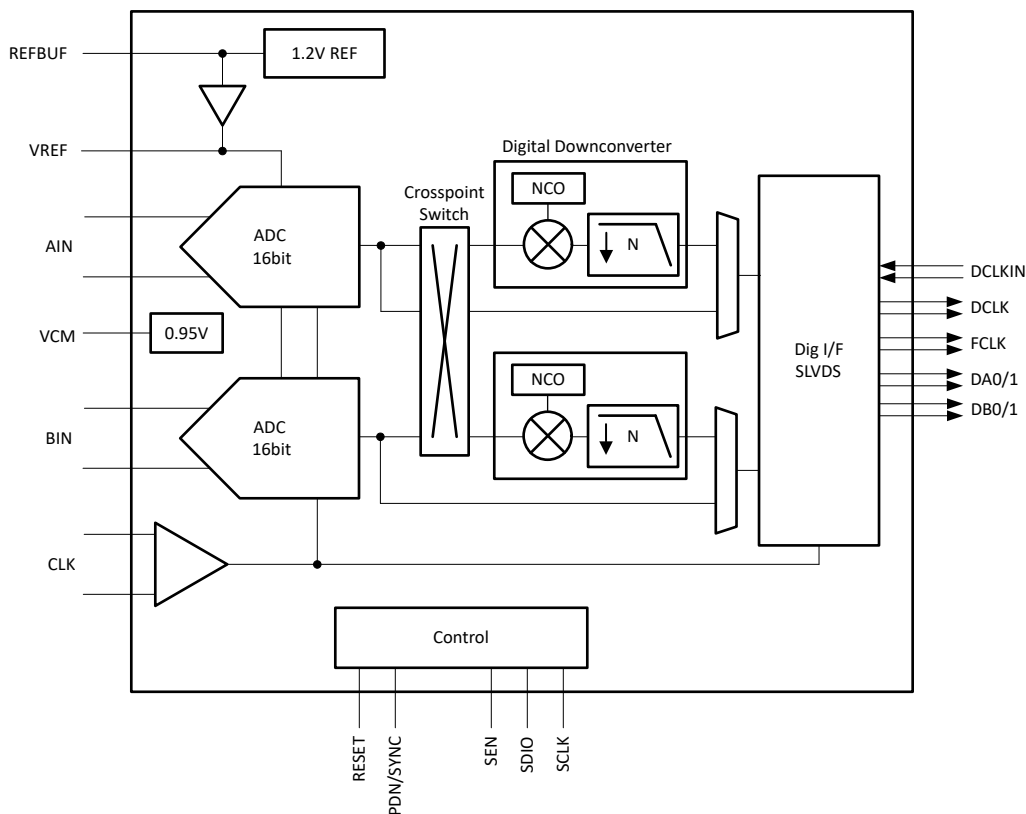 REFBUF
1.2V REF
VREF
Digital Downconverter
NCO
Crosspoint
Switch
AIN
ADC
16bit
N
DCLKIN
DCLK
VCM
0.95V
Dig I/F
SLVDS
FCLK
NCO
DA0/1
DB0/1
BIN
ADC
16bit
N
CLK
Control
RESET
PDN/SYNC
SEN
SDIO
SCLK